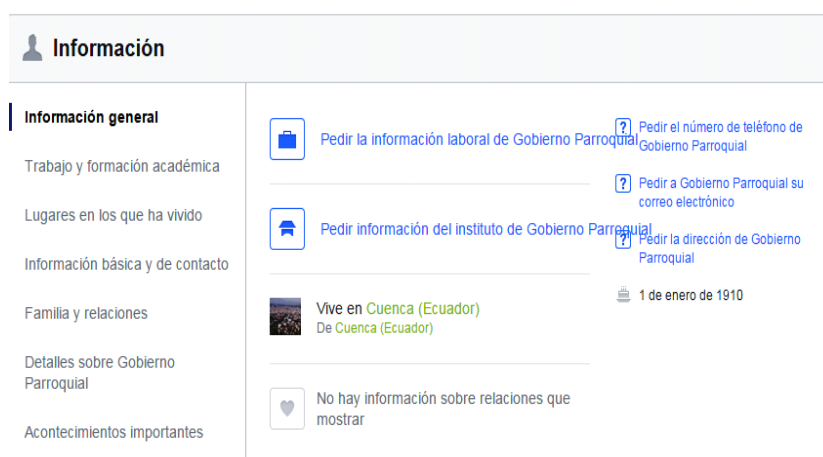 Información
Información general
Trabajo y formación académica
Lugares en los que ha vivido
Información básica y de contacto
Familia y relaciones
Detalles sobre Gobierno
Parroquial
Acontecimientos importantes
Pedir la información laboral de Gobierno Parroquial
Pedir información del instituto de Gobierno Parroquial
Vive en Cuenca (Ecuador)
De Cuenca (Ecuador)
No hay información sobre relaciones que
mostrar
? Pedir el número de teléfono de
Gobierno Parroquial
? Pedir a Gobierno Parroquial su
correo electrónico
? Pedir la dirección de Gobierno
Parroquial
1 de enero de 1910